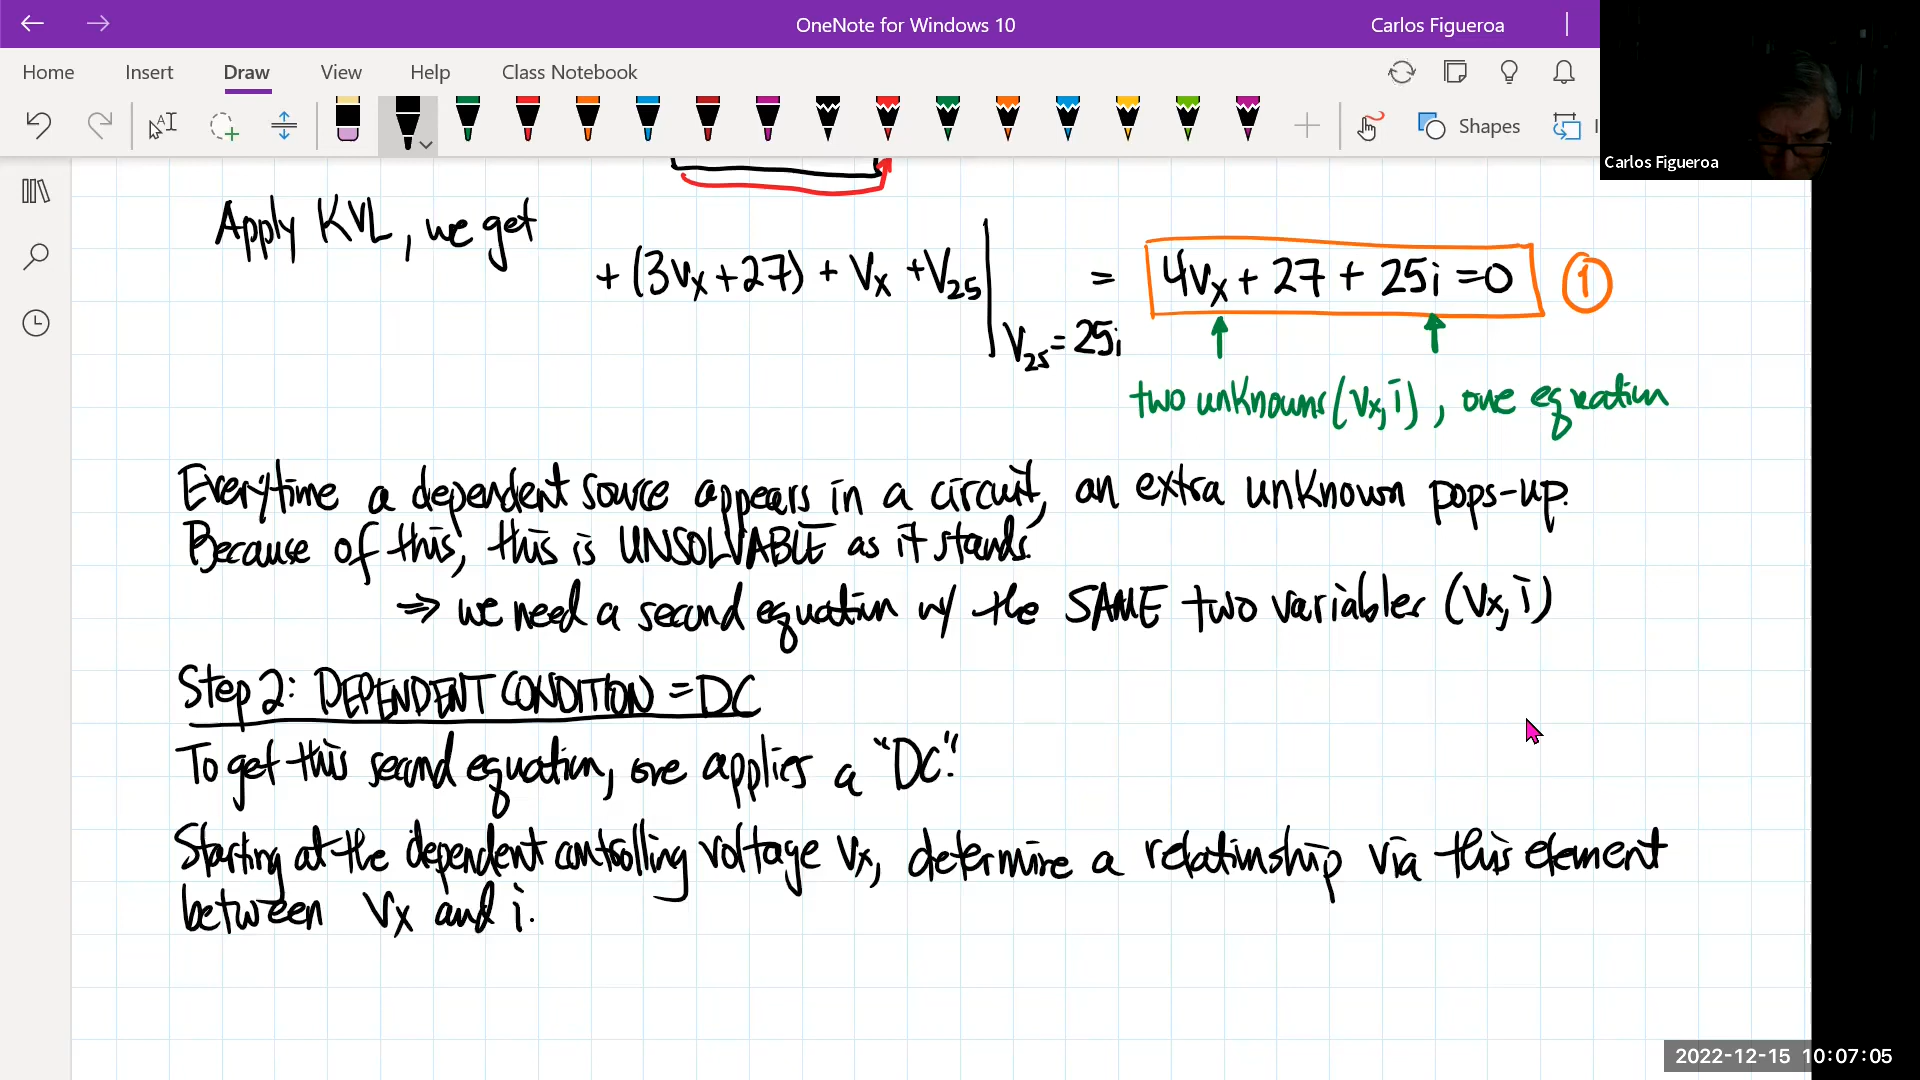 OneNote for Windows 10
Carlos Figueroa
Home Insert Draw View Help Class Notebook
Shapes
Carlos Figueroa
Apply KVL, we get
+ (3vx + 27) + Vx + V25 | V25 = 25i = 4vx + 27 + 25i = 0 ①
two unknowns (Vx, i), one equation
Everytime a dependent source appears in a circuit, an extra unknown pops-up.
Because of this, this is UNSOLVABLE as it stands.
⇒ we need a second equation w/ the SAME two variables (Vx, i)
Step 2: DEPENDENT CONDITION = DC
To get this second equation, one applies a "DC".
Starting at the dependent controlling voltage Vx, determine a relationship via this element
between Vx and i.
2022-12-15 10:07:05